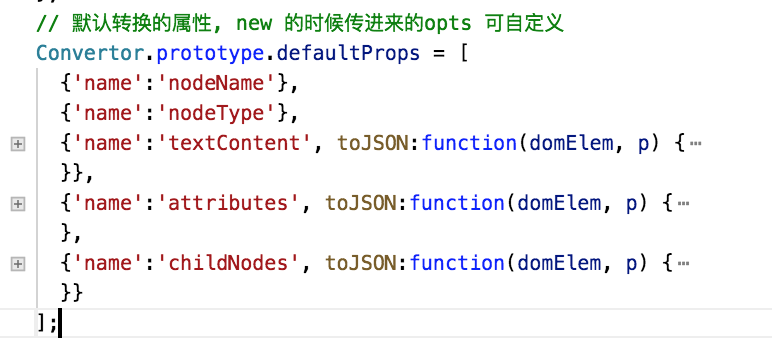 // 默认转换的属性, new 的时候传进来的opts 可自定义
Convertor.prototype.defaultProps = [
{'name':'nodeName'},
{'name':'nodeType'},
{'name':'textContent', toJSON:function(domElem, p) {⋯
}},
{'name':'attributes', toJSON:function(domElem, p) {⋯
},
{'name':'childNodes', toJSON:function(domElem, p) {⋯
}}
];